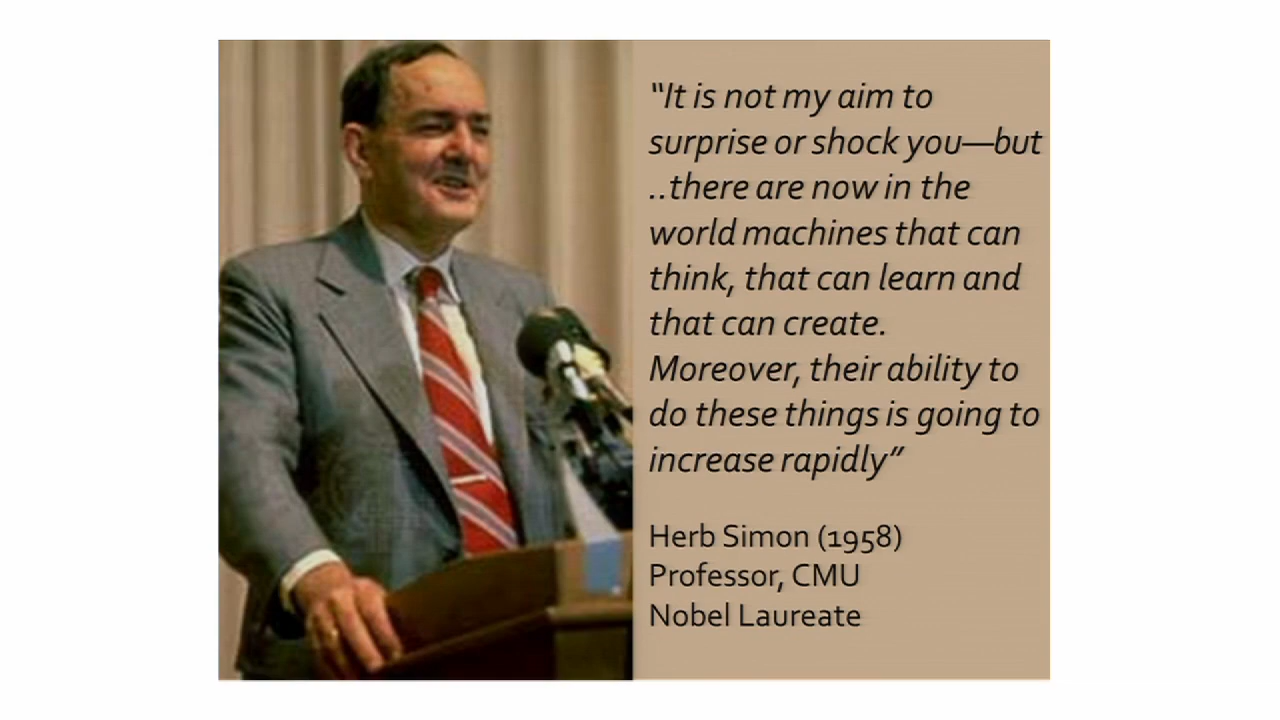 “It is not my aim to
surprise or shock you—but
..there are now in the
world machines that can
think, that can learn and
that can create.
Moreover, their ability to
do these things is going to
increase rapidly”
Herb Simon (1958)
Professor, CMU
Nobel Laureate